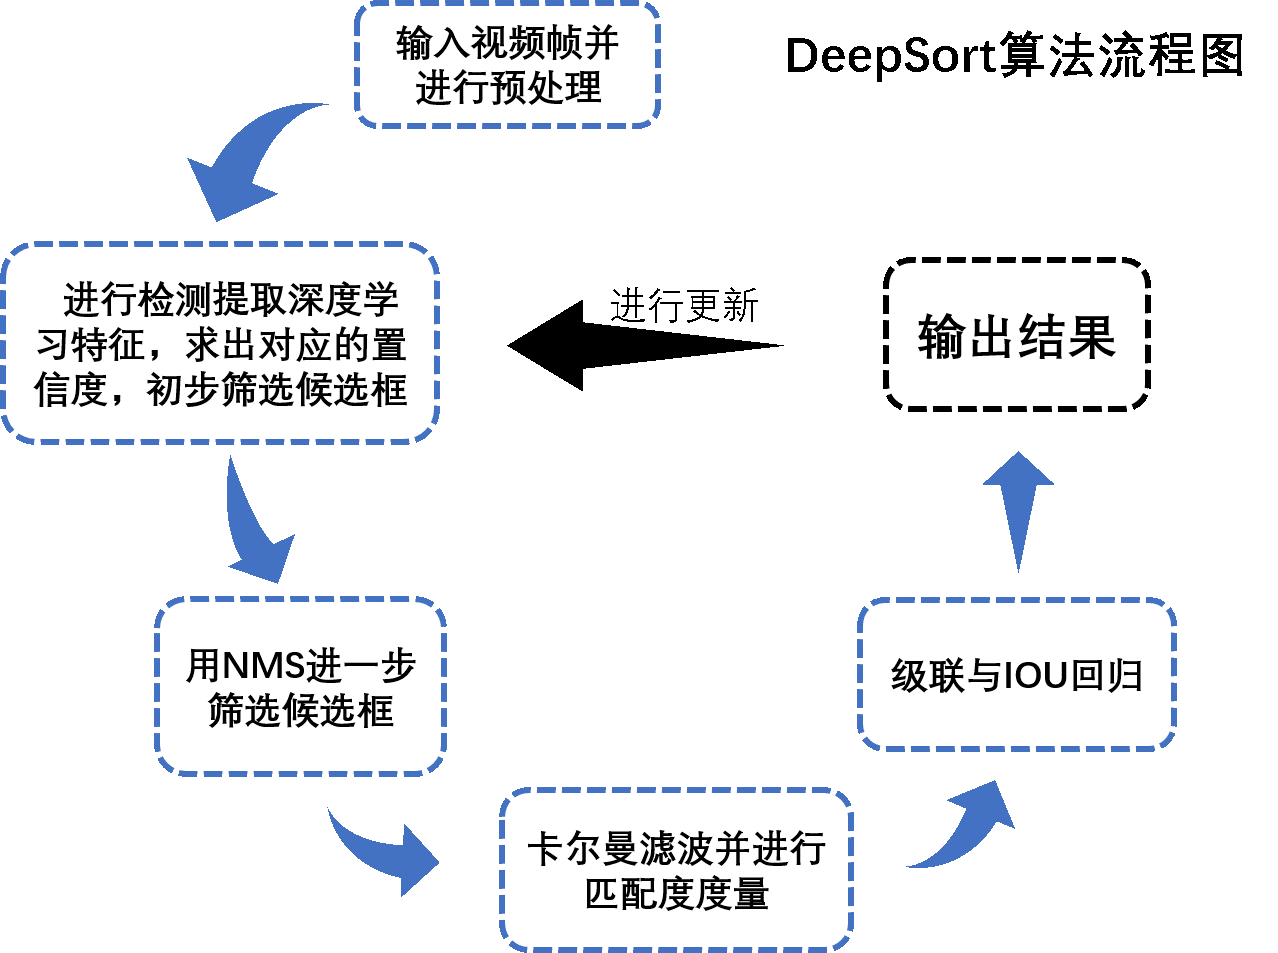 DeepSort算法流程图
输入视频帧并
进行预处理
进行检测提取深度学
习特征，求出对应的置
信度，初步筛选候选框
进行更新
输出结果
用NMS进一步
筛选候选框
级联与IOU回归
卡尔曼滤波并进行
匹配度度量